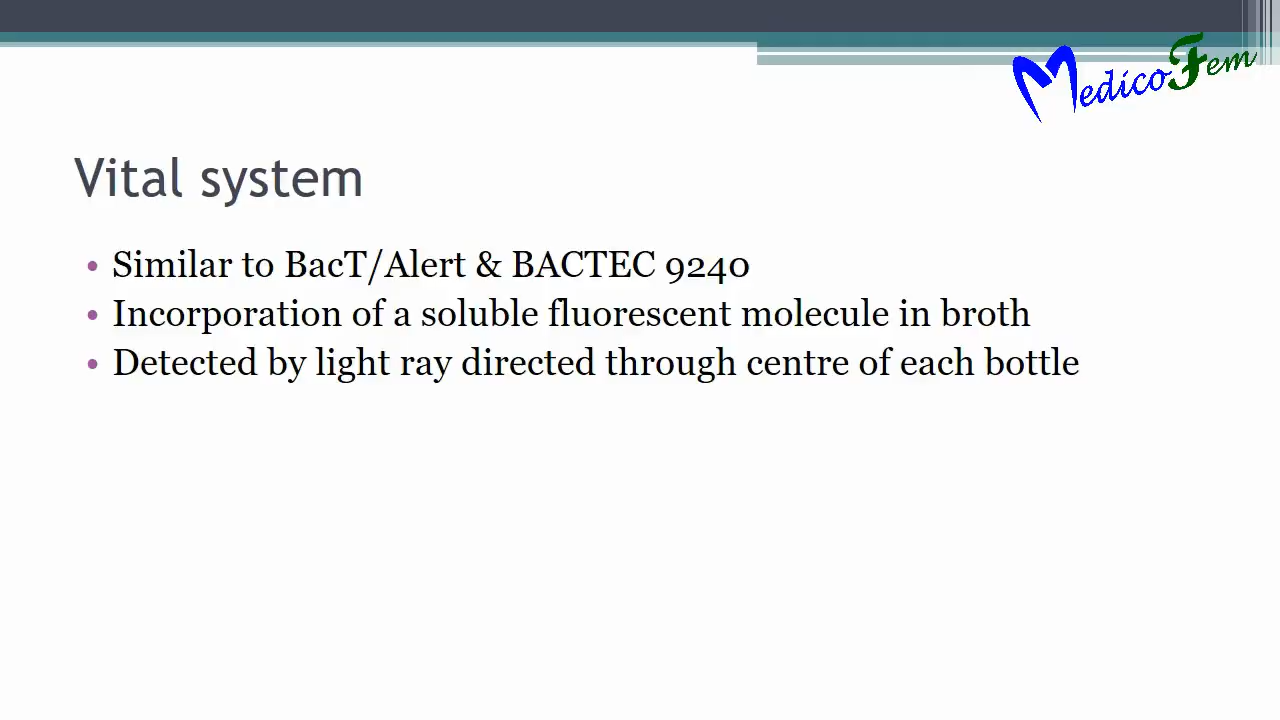 MedicoFem
Vital system
• Similar to BacT/Alert & BACTEC 9240
• Incorporation of a soluble fluorescent molecule in broth
• Detected by light ray directed through centre of each bottle